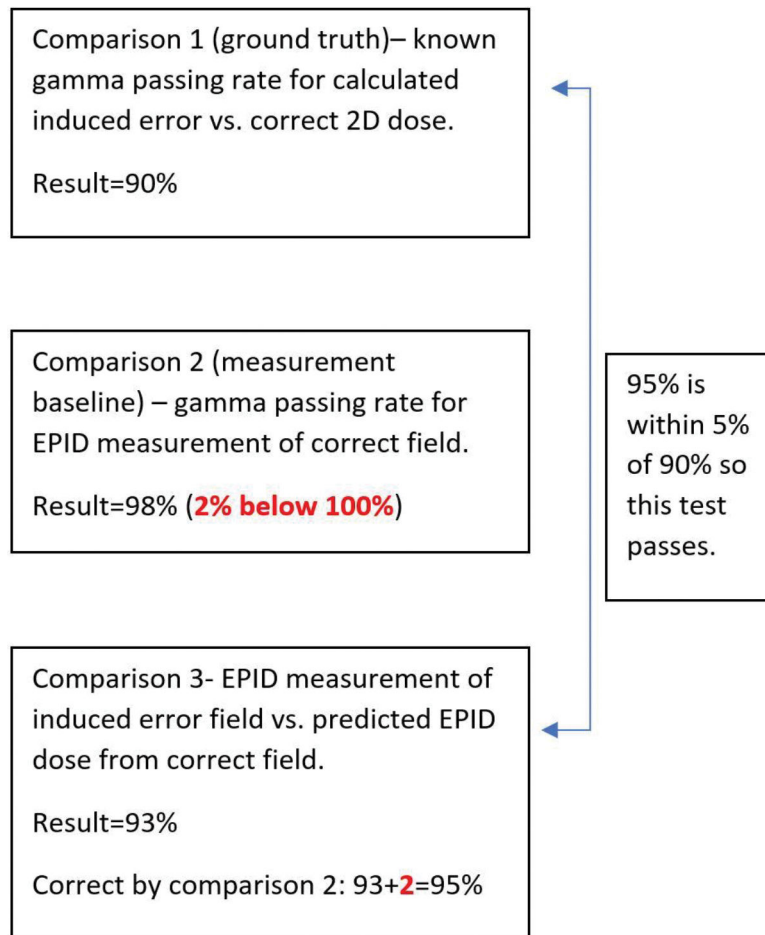 Comparison 1 (ground truth)– known
gamma passing rate for calculated
induced error vs. correct 2D dose.
Result=90%
Comparison 2 (measurement
baseline) – gamma passing rate for
EPID measurement of correct field.
Result=98% (2% below 100%)
95% is
within 5%
of 90% so
this test
passes.
Comparison 3- EPID measurement of
induced error field vs. predicted EPID
dose from correct field.
Result=93%
Correct by comparison 2: 93+2=95%